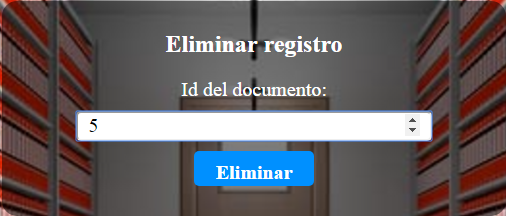 Eliminar registro
Id del documento:
5
Eliminar